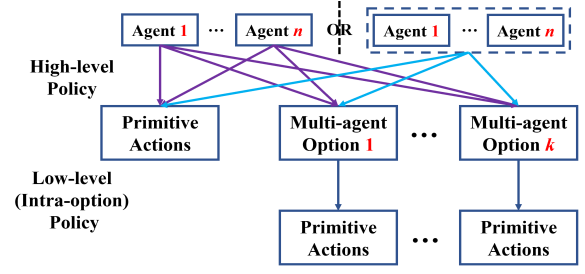 Agent 1 ... Agent n OR Agent 1 ... Agent n
High-level
Policy
Primitive
Actions
Multi-agent
Option 1
...
Multi-agent
Option k
Low-level
(Intra-option)
Policy
Primitive
Actions
...
Primitive
Actions